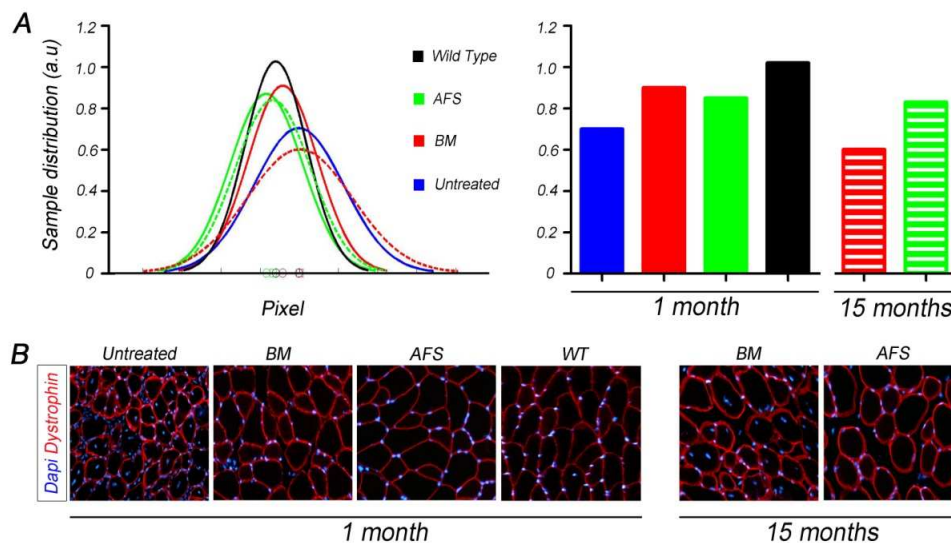 A
Sample distribution (a.u)
1.2
1.0
0.8
0.6
0.4
0.2
0
Pixel
Wild Type
AFS
BM
Untreated
1.2
1.0
0.8
0.6
0.4
0.2
0
1 month
15 months
B
Dapi Dystrophin
Untreated
BM
AFS
WT
BM
AFS
1 month
15 months